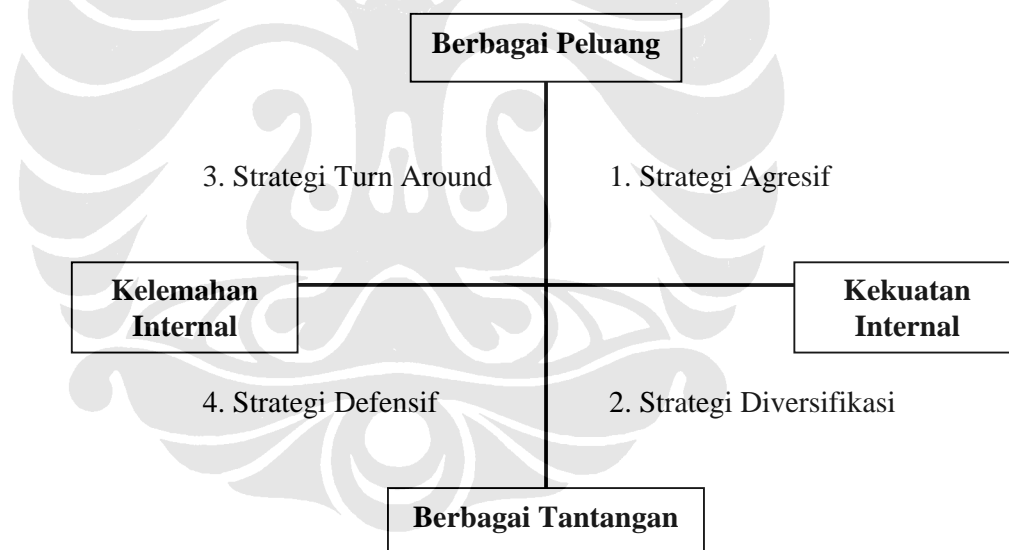 Berbagai Peluang
3. Strategi Turn Around
1. Strategi Agresif
Kelemahan
Internal
Kekuatan
Internal
4. Strategi Defensif
2. Strategi Diversifikasi
Berbagai Tantangan